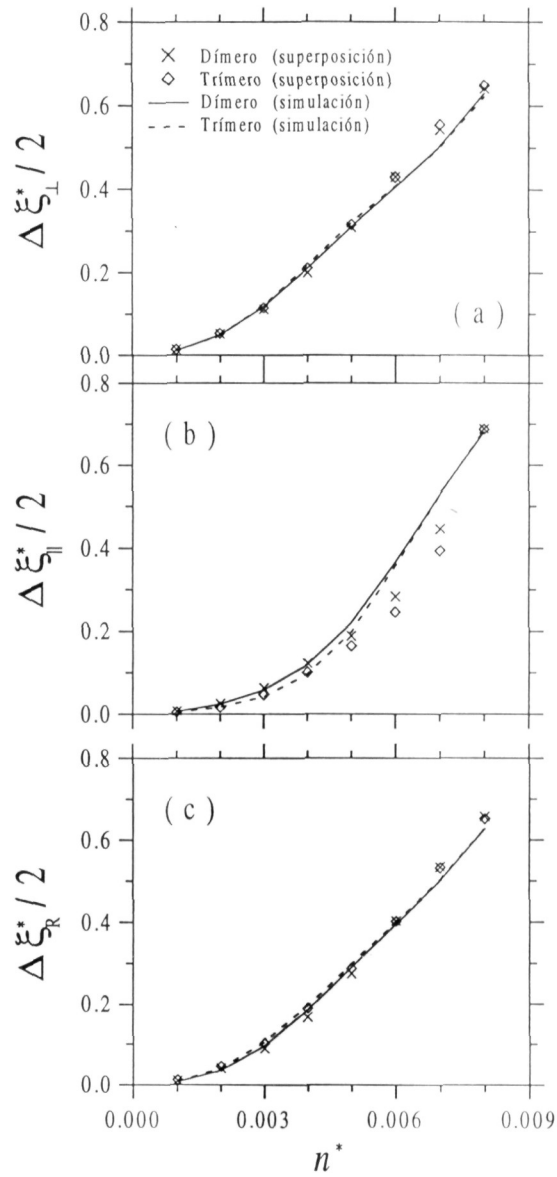 0.8
Dímero (superposición)
Trímero (superposición)
Dímero (simulación)
Trímero (simulación)
0.6
0.4
0.2
0.0
Δξ*⊥/2
(a)
0.8
(b)
0.6
0.4
0.2
0.0
Δξ*||/2
0.8
(c)
0.6
0.4
0.2
0.0
Δξ*R/2
0.000 0.003 0.006 0.009
n*